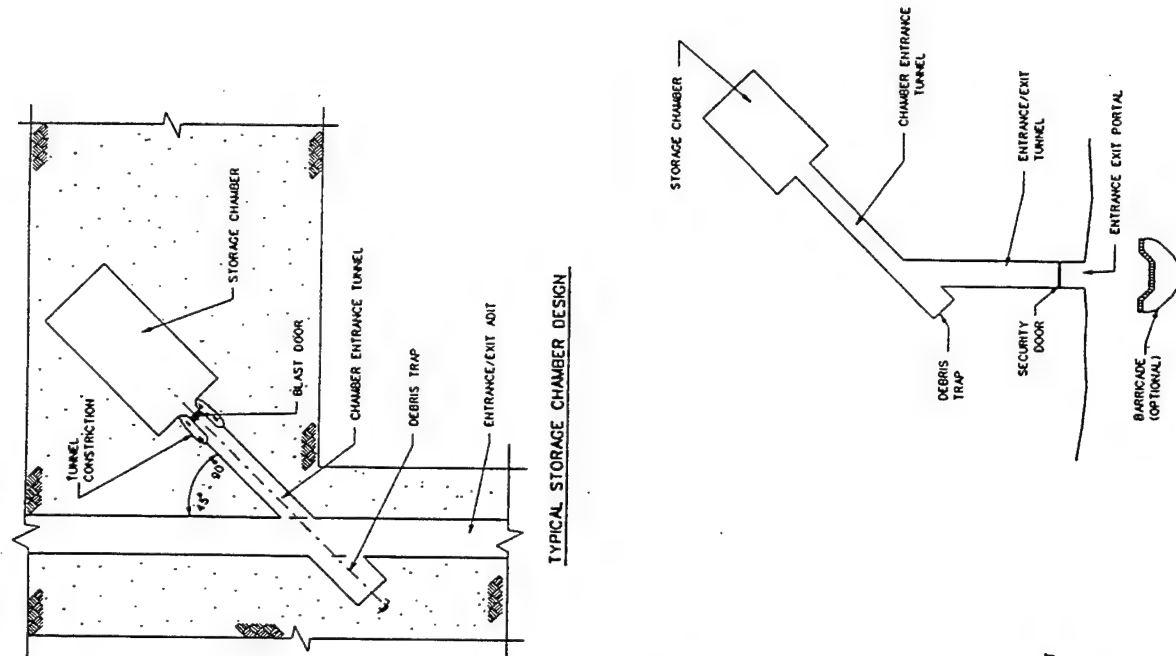 TUNNEL
CONSTRICTION
45° - 90°
STORAGE CHAMBER
BLAST DOOR
CHAMBER ENTRANCE TUNNEL
DEBRIS TRAP
ENTRANCE/EXIT ADIT
TYPICAL STORAGE CHAMBER DESIGN
STORAGE CHAMBER
CHAMBER ENTRANCE
TUNNEL
ENTRANCE/EXIT
TUNNEL
ENTRANCE EXIT PORTAL
DEBRIS
TRAP
SECURITY
DOOR
BARRICADE
(OPTIONAL)